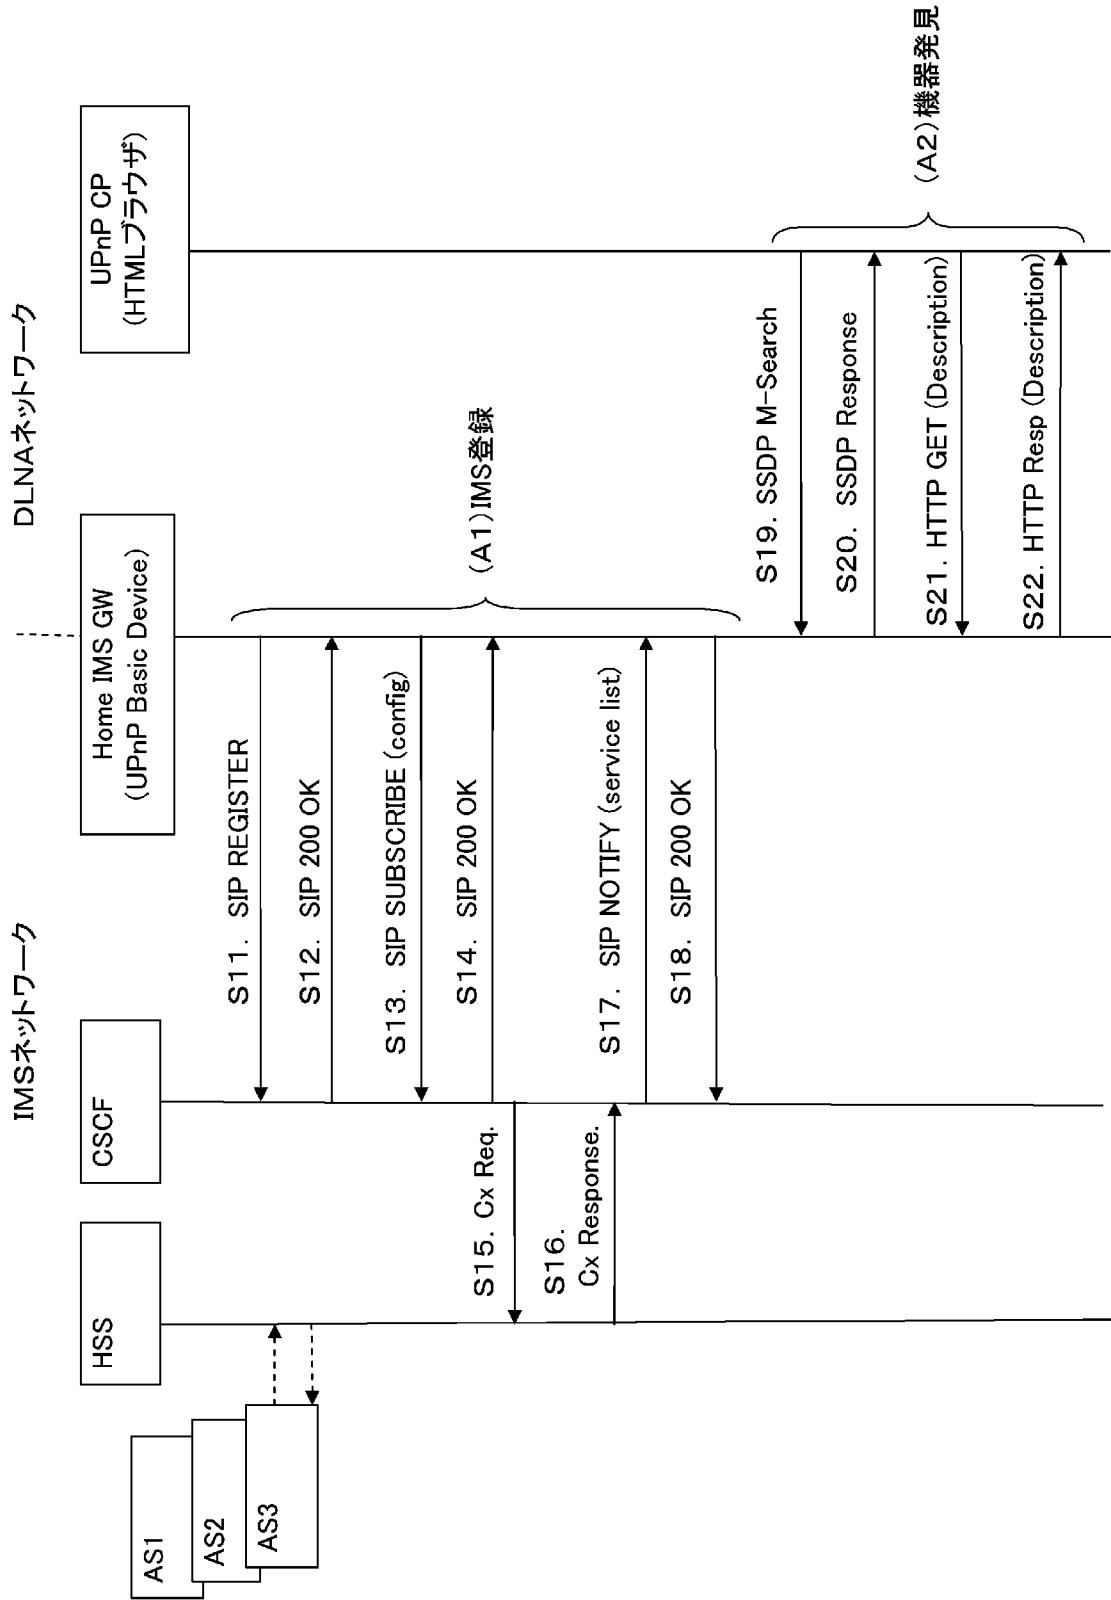 IMSネットワーク
DLNAネットワーク
AS1
AS2
AS3
HSS
CSCF
Home IMS GW
(UPnP Basic Device)
UPnP CP
(HTMLブラウザ)
S11. SIP REGISTER
S12. SIP 200 OK
S13. SIP SUBSCRIBE (config)
S14. SIP 200 OK
S15. Cx Req.
S16.
Cx Response.
S17. SIP NOTIFY (service list)
S18. SIP 200 OK
(A1)IMS登録
S19. SSDP M-Search
S20. SSDP Response
S21. HTTP GET (Description)
S22. HTTP Resp (Description)
(A2)機器発見